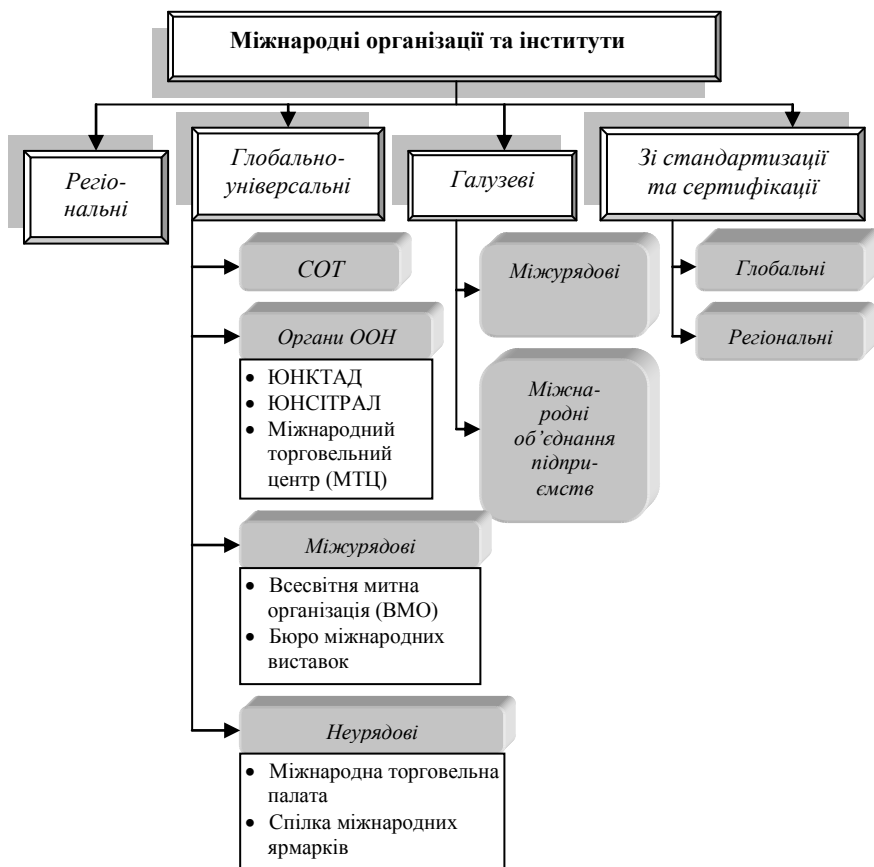 Міжнародні організації та інститути
Регіо-
нальні
Глобально-
універсальні
Галузеві
Зі стандартизації
та сертифікації
СОТ
Органи ООН
• ЮНКТАД
• ЮНСІТРАЛ
• Міжнародний
торговельний
центр (МТЦ)
Міжурядові
• Всесвітня митна
організація (ВМО)
• Бюро міжнародних
виставок
Неурядові
• Міжнародна торговельна
палата
• Спілка міжнародних
ярмарків
Міжурядові
Міжна-
родні
об’єднання
підпри-
ємств
Глобальні
Регіональні